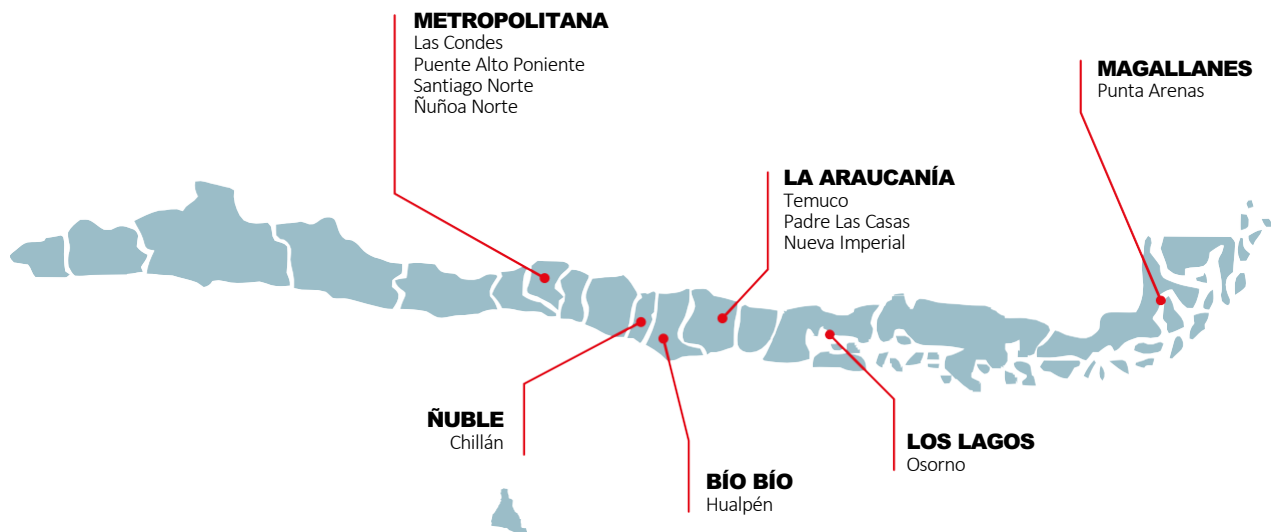 METROPOLITANA
Las Condes
Puente Alto Poniente
Santiago Norte
Ñuñoa Norte
MAGALLANES
Punta Arenas
LA ARAUCANÍA
Temuco
Padre Las Casas
Nueva Imperial
ÑUBLE
Chillán
BÍO BÍO
Hualpén
LOS LAGOS
Osorno